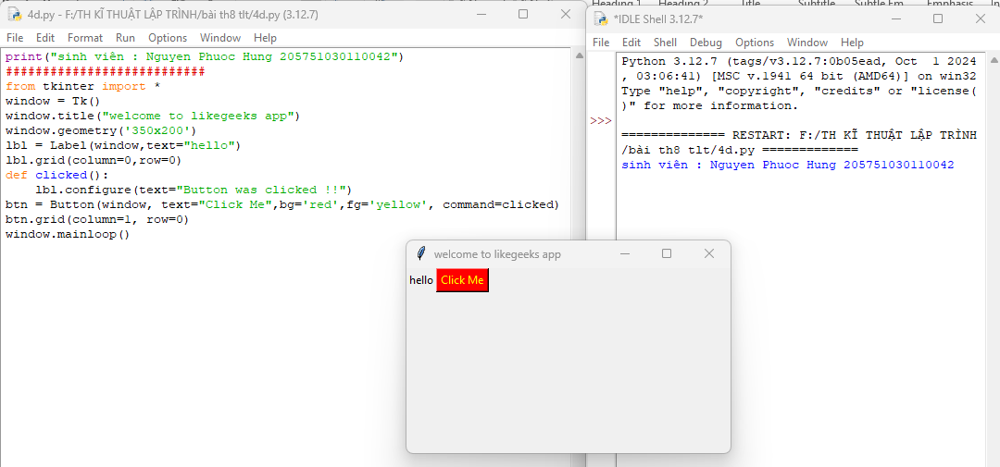 Heading 1 Heading 2 Title Subtitle Subtle Em Emphasis
4d.py - F:/TH KĨ THUẬT LẬP TRÌNH/bài th8 tlt/4d.py (3.12.7)
File Edit Format Run Options Window Help
print("sinh viên : Nguyen Phuoc Hung 205751030110042")
###########################
from tkinter import *
window = Tk()
window.title("welcome to likegeeks app")
window.geometry('350x200')
lbl = Label(window,text="hello")
lbl.grid(column=0,row=0)
def clicked():
    lbl.configure(text="Button was clicked !!")
btn = Button(window, text="Click Me",bg='red',fg='yellow', command=clicked)
btn.grid(column=1, row=0)
window.mainloop()
*IDLE Shell 3.12.7*
File Edit Shell Debug Options Window Help
Python 3.12.7 (tags/v3.12.7:0b05ead, Oct  1 2024
, 03:06:41) [MSC v.1941 64 bit (AMD64)] on win32
Type "help", "copyright", "credits" or "license(
)" for more information.
>>>
============== RESTART: F:/TH KĨ THUẬT LẬP TRÌNH
/bài th8 tlt/4d.py =============
sinh viên : Nguyen Phuoc Hung 205751030110042
welcome to likegeeks app
hello Click Me